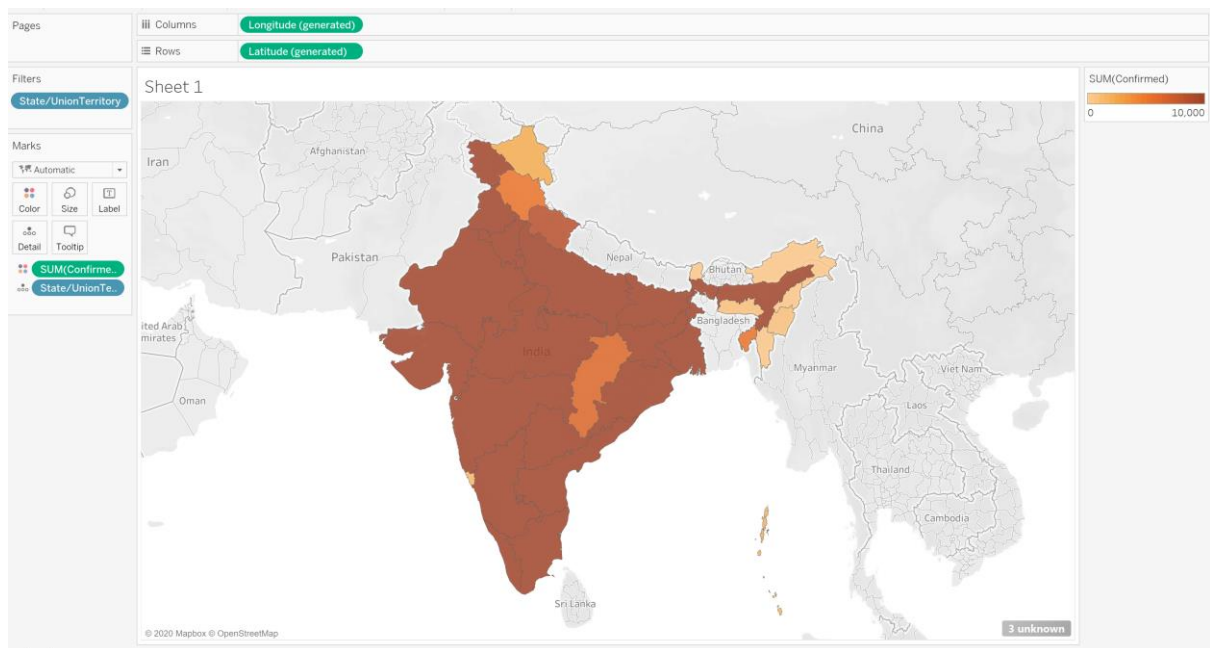 Pages
Columns
Longitude (generated)
Rows
Latitude (generated)
Filters
State/UnionTerritory
Marks
Automatic
Color
Size
Label
Detail
Tooltip
SUM(Confirme..
State/UnionTe..
Sheet 1
SUM(Confirmed)
0
10,000
Iran
Afghanistan
China
Pakistan
Nepal
Bhutan
ited Arab
mirates
Bangladesh
India
Oman
Myanmar
Viet Nam
Laos
Thailand
Cambodia
Sri Lanka
© 2020 Mapbox © OpenStreetMap
3 unknown